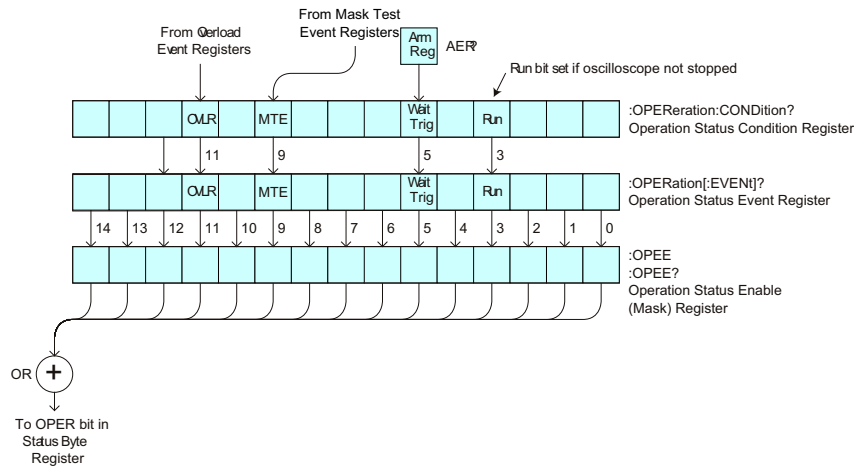 From Mask Test
Event Registers
From Overload
Event Registers
Arm
Reg
AER?
Run bit set if oscilloscope not stopped
OVLR
MTE
Wait
Trig
Run
:OPEReration:CONDition?
Operation Status Condition Register
11
9
5
3
OVLR
MTE
Wait
Trig
Run
:OPERation[:EVENt]?
Operation Status Event Register
14
13
12
11
10
9
8
7
6
5
4
3
2
1
0
:OPEE
:OPEE?
Operation Status Enable
(Mask) Register
OR
+
To OPER bit in
Status Byte
Register